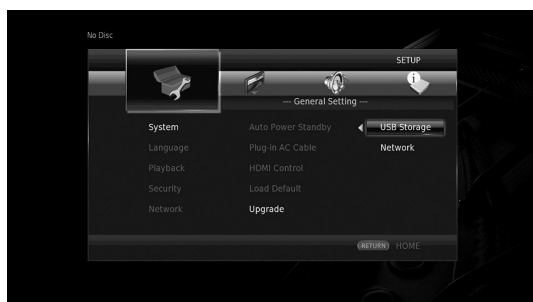 No Disc
SETUP
--- General Setting ---
System Auto Power Standby USB Storage
Language Plug-in AC Cable Network
Playback HDMI Control
Security Load Default
Network Upgrade
RETURN HOME